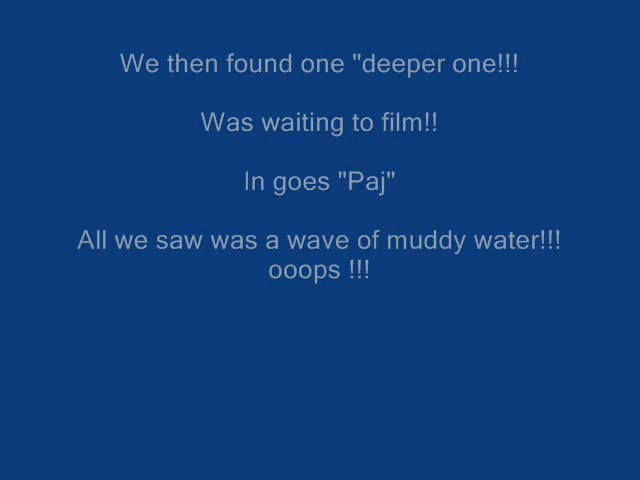 We then found one "deeper one!!!
Was waiting to film!!
In goes "Paj"
All we saw was a wave of muddy water!!!
ooops !!!